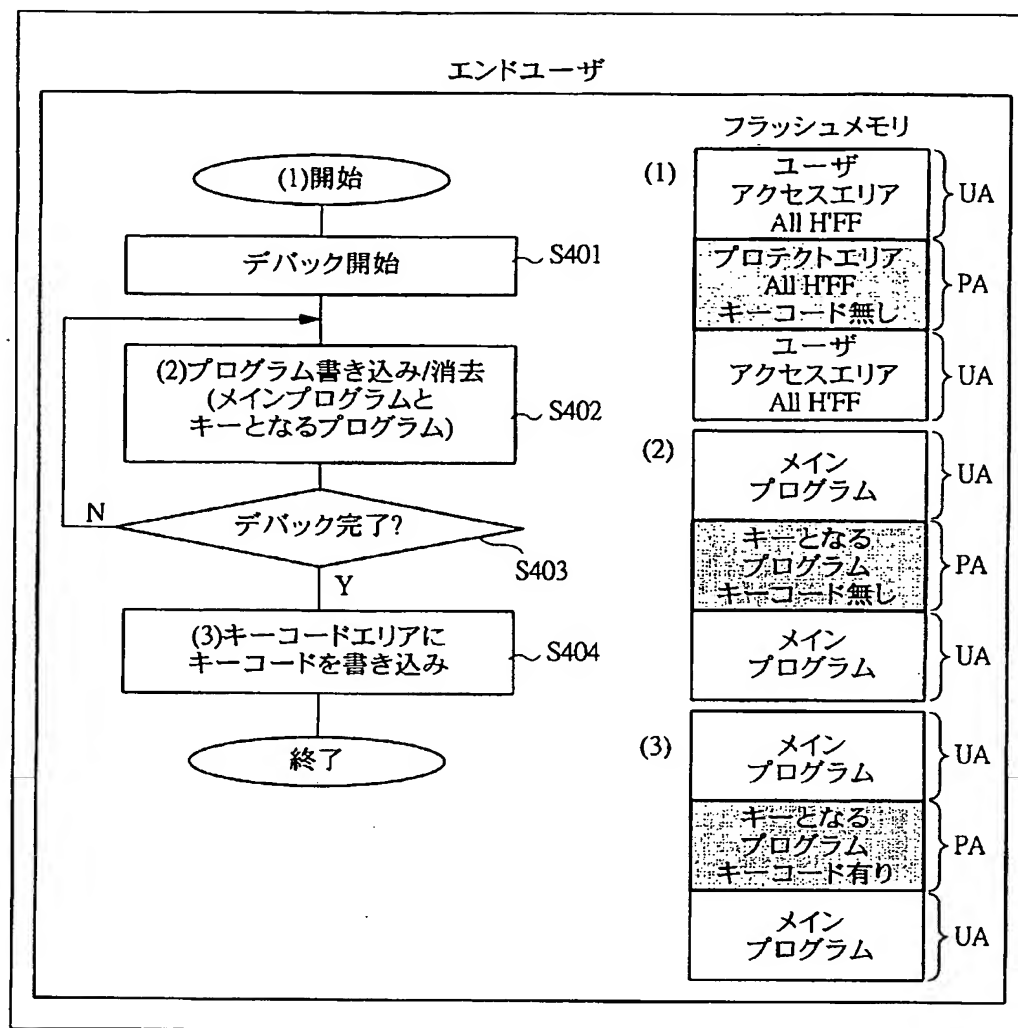 エンドユーザ
(1)開始
デバック開始
S401
(2)プログラム書き込み/消去
(メインプログラムと
キーとなるプログラム)
S402
デバック完了?
N
S403
Y
(3)キーコードエリアに
キーコードを書き込み
S404
終了
フラッシュメモリ
(1)
ユーザ
アクセスエリア
All H'FF
UA
プロテクトエリア
All H'FF
キーコード無し
PA
ユーザ
アクセスエリア
All H'FF
UA
(2)
メイン
プログラム
UA
キーとなる
プログラム
キーコード無し
PA
メイン
プログラム
UA
(3)
メイン
プログラム
UA
キーとなる
プログラム
キーコード有り
PA
メイン
プログラム
UA